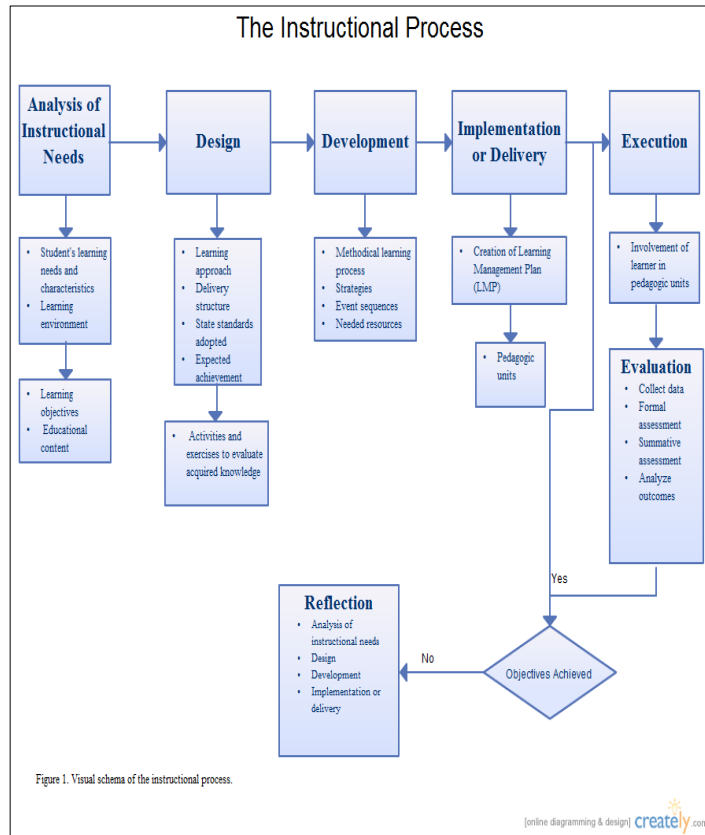 The Instructional Process
Analysis of
Instructional
Needs
Design
Development
Implementation
or Delivery
Execution
• Student's learning
needs and
characteristics
• Learning
environment
• Learning
approach
• Delivery
structure
• State standards
adopted
• Expected
achievement
• Methodical learning
process
• Strategies
• Event sequences
• Needed resources
• Creation of Learning
Management Plan
(LMP)
• Involvement of
learner in
pedagogic units
• Learning
objectives
• Educational
content
• Activities and
exercises to evaluate
acquired knowledge
• Pedagogic
units
Evaluation
• Collect data
• Formal
assessment
• Summative
assessment
• Analyze
outcomes
Yes
Reflection
• Analysis of
instructional needs
• Design
• Development
• Implementation or
delivery
No
Objectives Achieved
Figure 1. Visual schema of the instructional process.
[online diagramming & design] creately.com